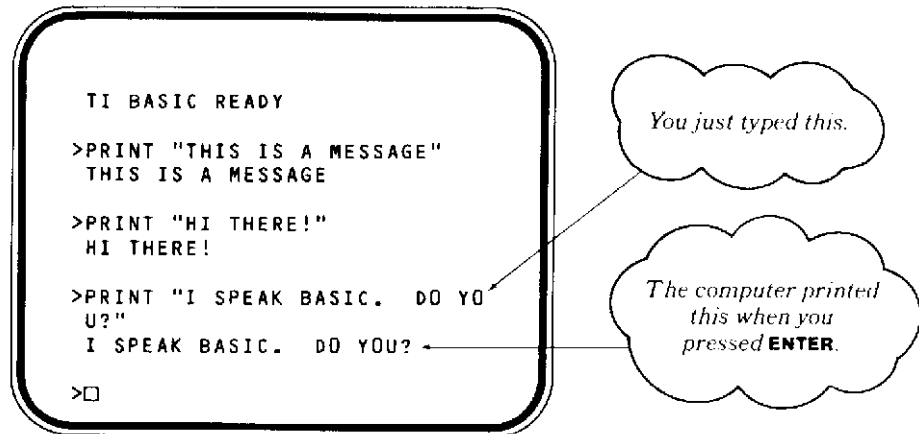 TI BASIC READY
>PRINT "THIS IS A MESSAGE"
THIS IS A MESSAGE
>PRINT "HI THERE!"
HI THERE!
>PRINT "I SPEAK BASIC.  DO YO
U?"
I SPEAK BASIC.  DO YOU?
>□
You just typed this.
The computer printed
this when you
pressed ENTER.